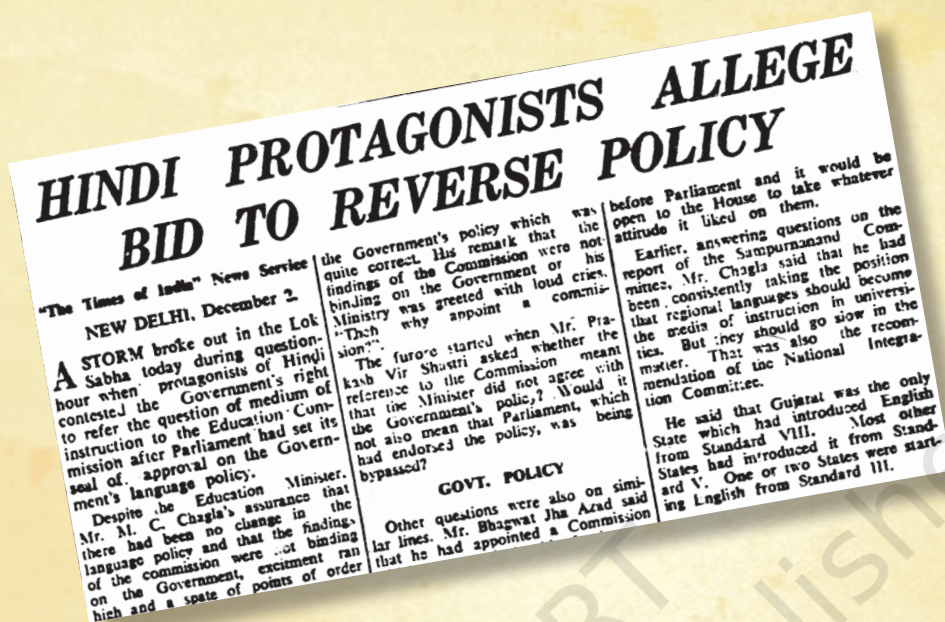 HINDI PROTAGONISTS ALLEGE
BID TO REVERSE POLICY
"The Times of India" News Service
NEW DELHI, December 2.
A STORM broke out in the Lok
Sabha today during question-
hour when protagonists of Hindi
contested the Government's right
to refer the question of medium of
instruction to the Education Com-
mission after Parliament had set its
seal of approval on the Govern-
ment's language policy.
Despite the Education Minister.
Mr. M. C. Chagla's assurance that
there had been no change in the
language policy and that the findings
of the commission were not binding
on the Government, excitment ran
high and a spate of points of order
the Government's policy which was
quite correct. His remark that the
findings of the Commission were not
binding on the Government or his
Ministry was greeted with loud cries.
"Then why appoint a commis-
sion?".
The furore started when Mr. Pra-
kash Vir Shastri asked whether the
reference to the Commission meant
that the Minister did not agree with
the Government's policy? Would it
not also mean that Parliament, which
had endorsed the policy, was being
bypassed?
GOVT. POLICY
Other questions were also on simi-
lar lines. Mr. Bhagwat Jha Azad said
that he had appointed a Commission
before Parliament and it would be
open to the House to take whatever
attitude it liked on them.
Earlier, answering questions on the
report of the Sampurnanand Com-
mittee, Mr. Chagla said that he had
been consistently taking the position
that regional languages should become
the media of instruction in universi-
ties. But they should go slow in the
matter. That was also the recom-
mendation of the National Integra-
tion Committee.
He said that Gujarat was the only
State which had introduced English
from Standard VIII. Most other
States had introduced it from Stand-
ard V. One or two States were start-
ing English from Standard III.